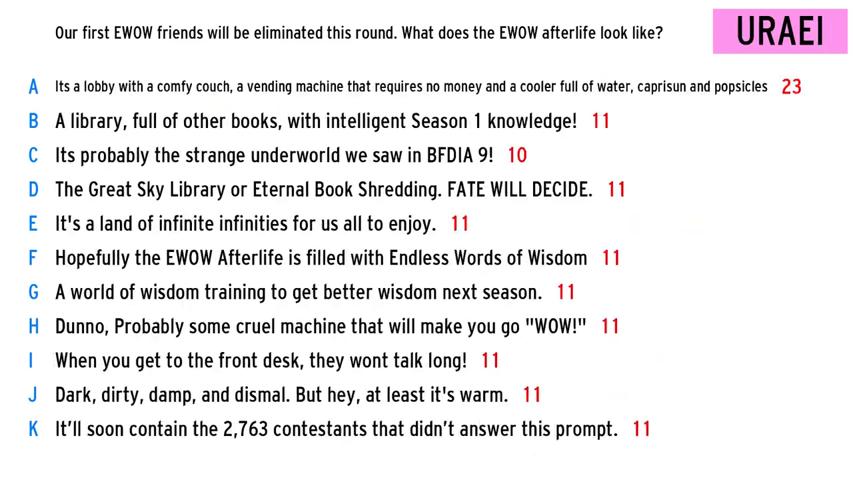 Our first EWOW friends will be eliminated this round. What does the EWOW afterlife look like?
URAEI
A Its a lobby with a comfy couch, a vending machine that requires no money and a cooler full of water, caprisun and popsicles 23
B A library, full of other books, with intelligent Season 1 knowledge! 11
C Its probably the strange underworld we saw in BFDIA 9! 10
D The Great Sky Library or Eternal Book Shredding. FATE WILL DECIDE. 11
E It's a land of infinite infinities for us all to enjoy. 11
F Hopefully the EWOW Afterlife is filled with Endless Words of Wisdom 11
G A world of wisdom training to get better wisdom next season. 11
H Dunno, Probably some cruel machine that will make you go "WOW!" 11
I When you get to the front desk, they wont talk long! 11
J Dark, dirty, damp, and dismal. But hey, at least it's warm. 11
K It’ll soon contain the 2,763 contestants that didn’t answer this prompt. 11